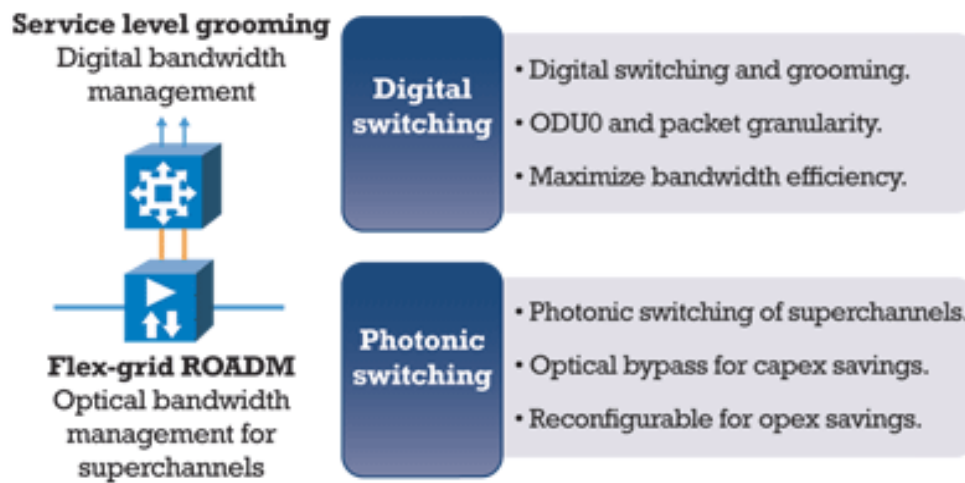 Service level grooming
Digital bandwidth
management
Flex-grid ROADM
Optical bandwidth
management for
superchannels
Digital
switching
• Digital switching and grooming.
• ODU0 and packet granularity.
• Maximize bandwidth efficiency.
Photonic
switching
• Photonic switching of superchannels.
• Optical bypass for capex savings.
• Reconfigurable for opex savings.